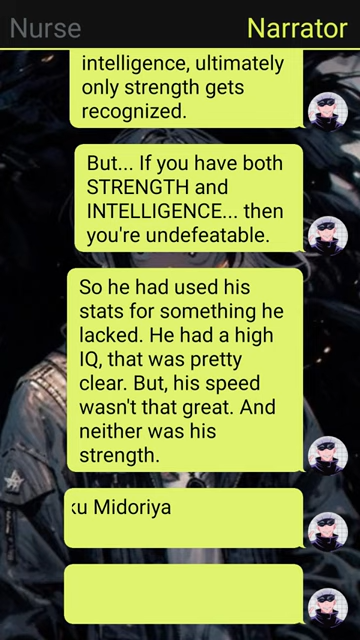 Nurse Narrator
intelligence, ultimately
only strength gets
recognized.
But... If you have both
STRENGTH and
INTELLIGENCE... then
you're undefeatable.
So he had used his
stats for something he
lacked. He had a high
IQ, that was pretty
clear. But, his speed
wasn't that great. And
neither was his
strength.
ku Midoriya